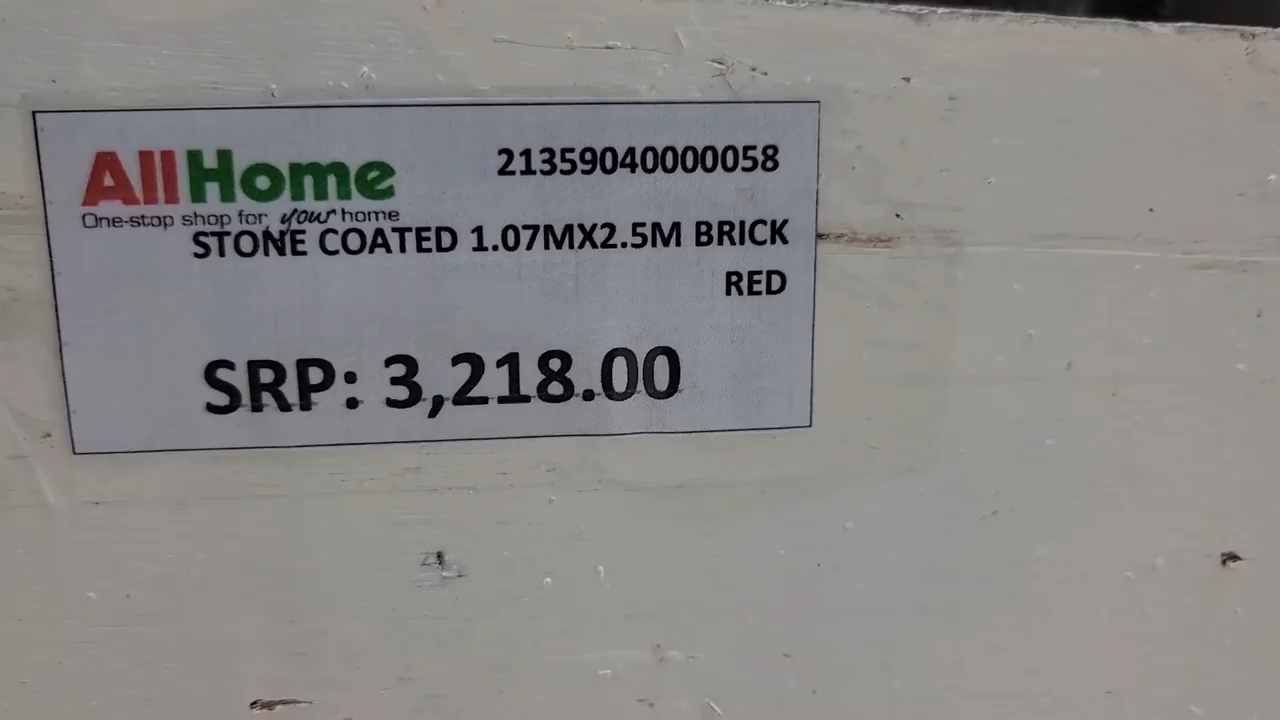 AllHome
21359040000058
One-stop shop for your home
STONE COATED 1.07MX2.5M BRICK
RED
SRP: 3,218.00